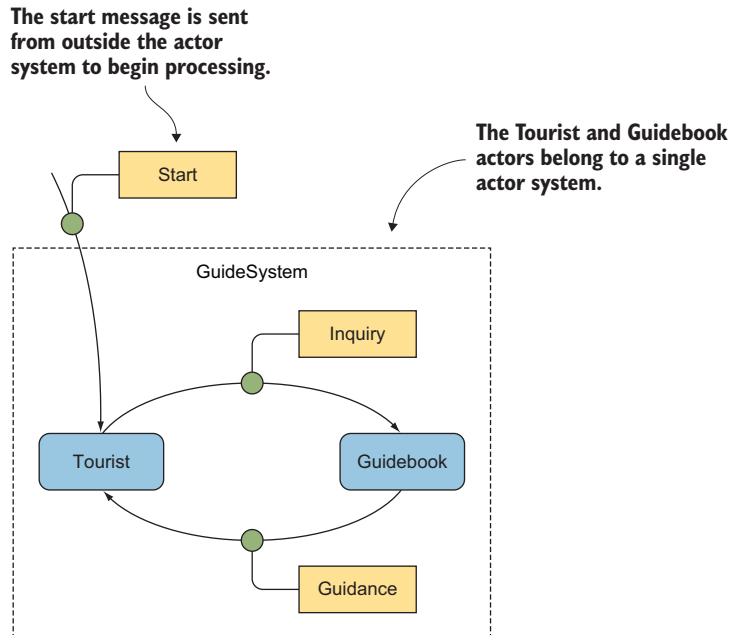 The start message is sent
from outside the actor
system to begin processing.
The Tourist and Guidebook
actors belong to a single
actor system.
Start
GuideSystem
Inquiry
Tourist
Guidebook
Guidance